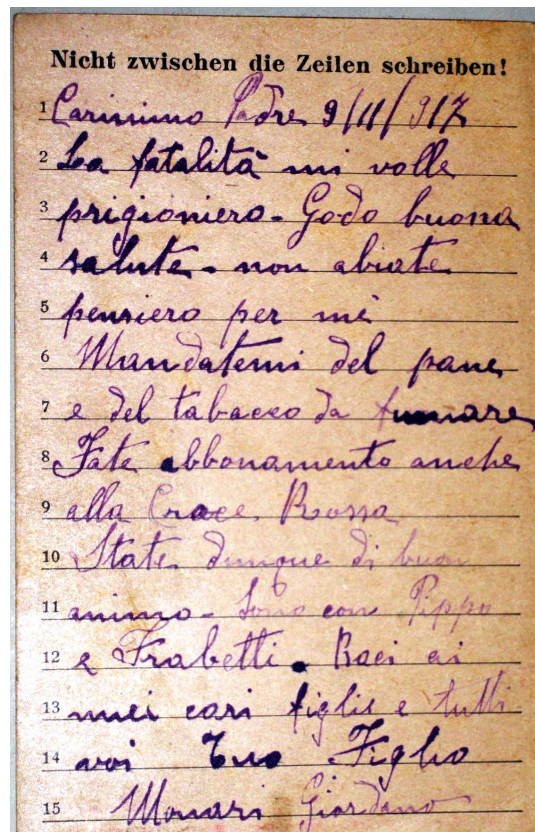 Nicht zwischen die Zeilen schreiben!
1 Carissimo Padre 9/11/917
2 La fatalità mi volle
3 prigioniero - Godo buona
4 salute - non abiate
5 pensiero per mè
6 Mandatemi del pane
7 e del tabacco da fumare
8 Fate abbonamento anche
9 alla Croce Rossa
10 State dunque di buon
11 animo - Sono con Pippo
12 e Frabetti. Baci ai
13 miei cari figlie e tutti
14 voi Tuo Figlio
15 Monari Giordano